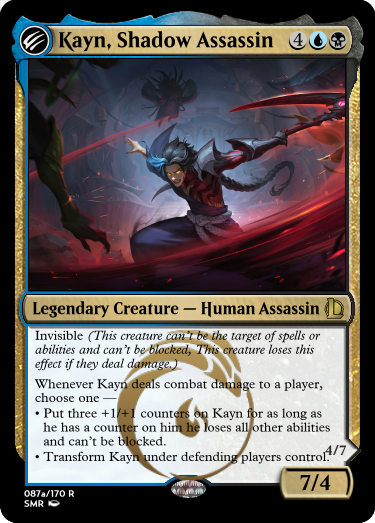 Kayn, Shadow Assassin 4
Legendary Creature — Human Assassin
Invisible (This creature can't be the target of spells or
abilities and can't be blocked, This creature loses this
effect if they deal damage.)
Whenever Kayn deals combat damage to a player,
choose one —
• Put three +1/+1 counters on Kayn for as long as
he has a counter on him he loses all other abilities
and can't be blocked.
• Transform Kayn under defending players control.
4/7
7/4
087a/170 R
SMR